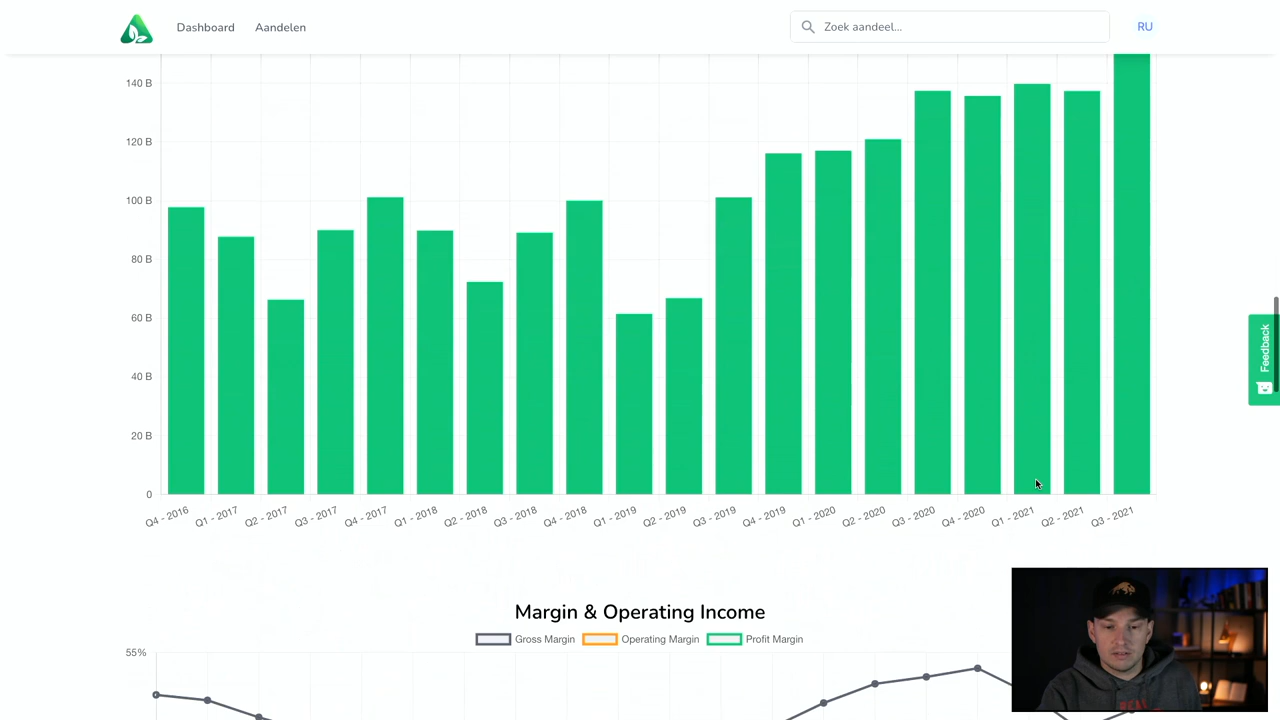 Dashboard
Aandelen
Zoek aandeel...
RU
140 B
120 B
100 B
80 B
60 B
40 B
20 B
0
Q4 - 2016
Q1 - 2017
Q2 - 2017
Q3 - 2017
Q4 - 2017
Q1 - 2018
Q2 - 2018
Q3 - 2018
Q4 - 2018
Q1 - 2019
Q2 - 2019
Q3 - 2019
Q4 - 2019
Q1 - 2020
Q2 - 2020
Q3 - 2020
Q4 - 2020
Q1 - 2021
Q2 - 2021
Q3 - 2021
Feedback
Margin & Operating Income
Gross Margin
Operating Margin
Profit Margin
55%